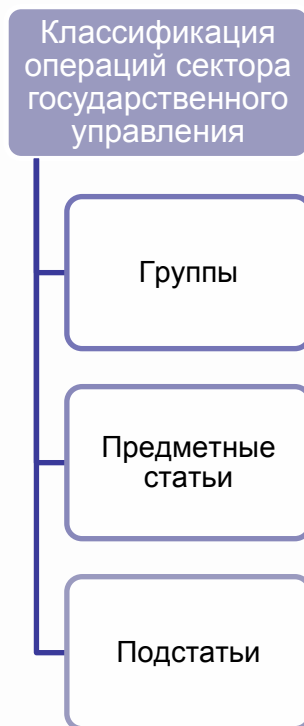 Классификация
операций сектора
государственного
управления
Группы
Предметные
статьи
Подстатьи